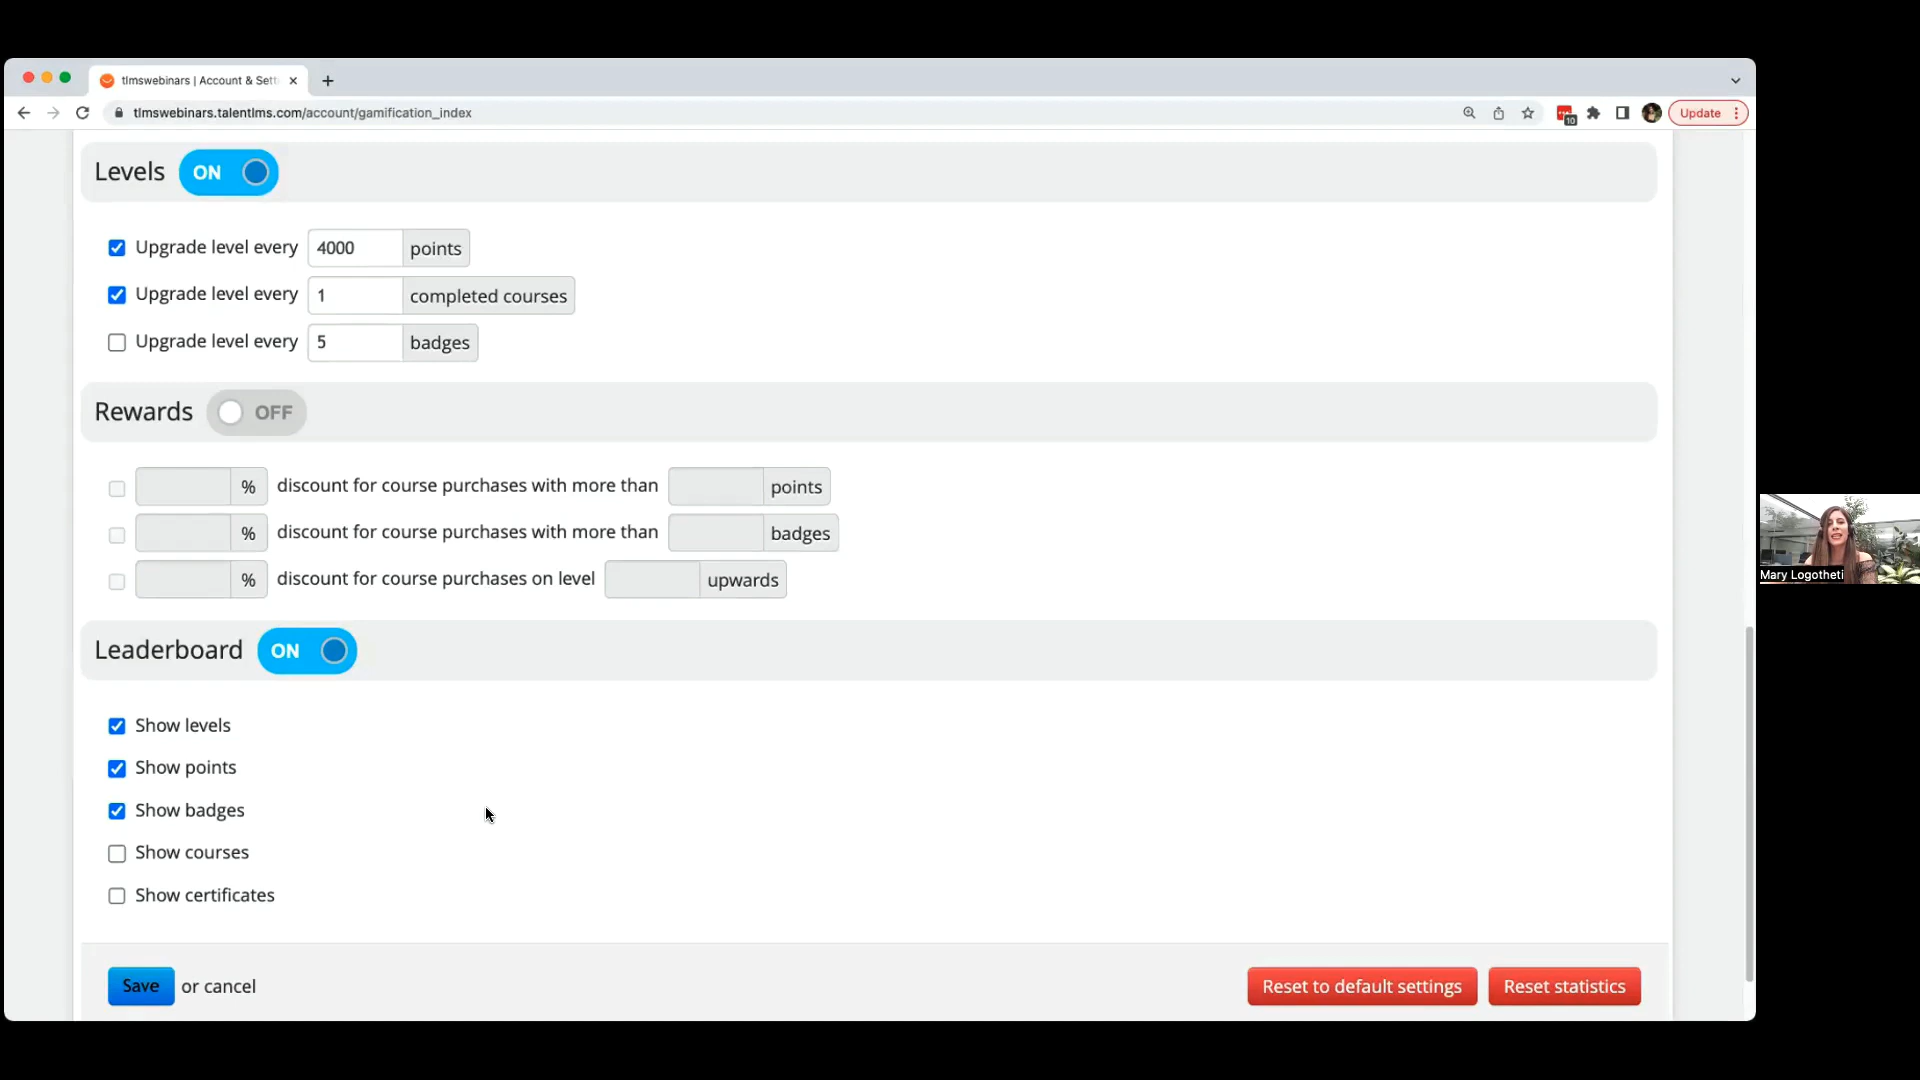 tlmswebinars | Account & Sett
tlmswebinars.talentlms.com/account/gamification_index
10
Update
Levels ON
Upgrade level every 4000 points
Upgrade level every 1 completed courses
Upgrade level every 5 badges
Rewards OFF
% discount for course purchases with more than points
% discount for course purchases with more than badges
% discount for course purchases on level upwards
Mary Logotheti
Leaderboard ON
Show levels
Show points
Show badges
Show courses
Show certificates
Save or cancel Reset to default settings Reset statistics